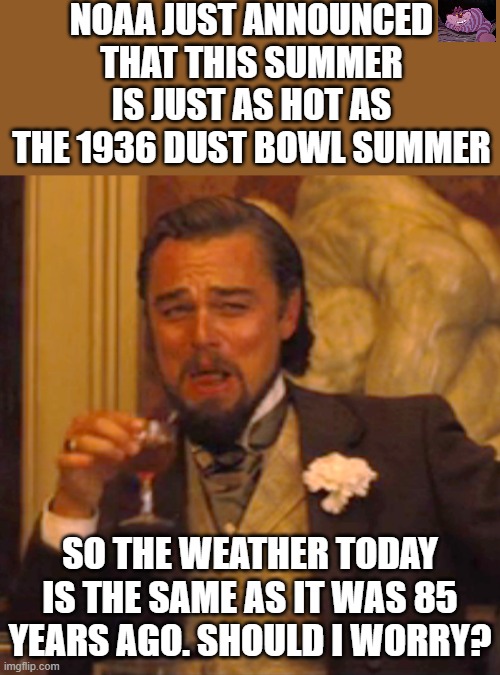 NOAA JUST ANNOUNCED
THAT THIS SUMMER
IS JUST AS HOT AS
THE 1936 DUST BOWL SUMMER
SO THE WEATHER TODAY
IS THE SAME AS IT WAS 85
YEARS AGO. SHOULD I WORRY?
imgflip.com